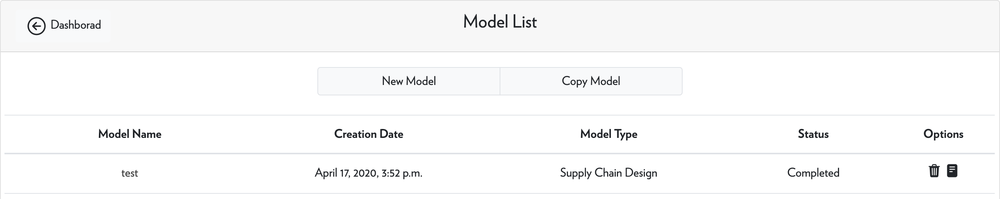 Dashborad
Model List
New Model Copy Model
Model Name Creation Date Model Type Status Options
test April 17, 2020, 3:52 p.m. Supply Chain Design Completed